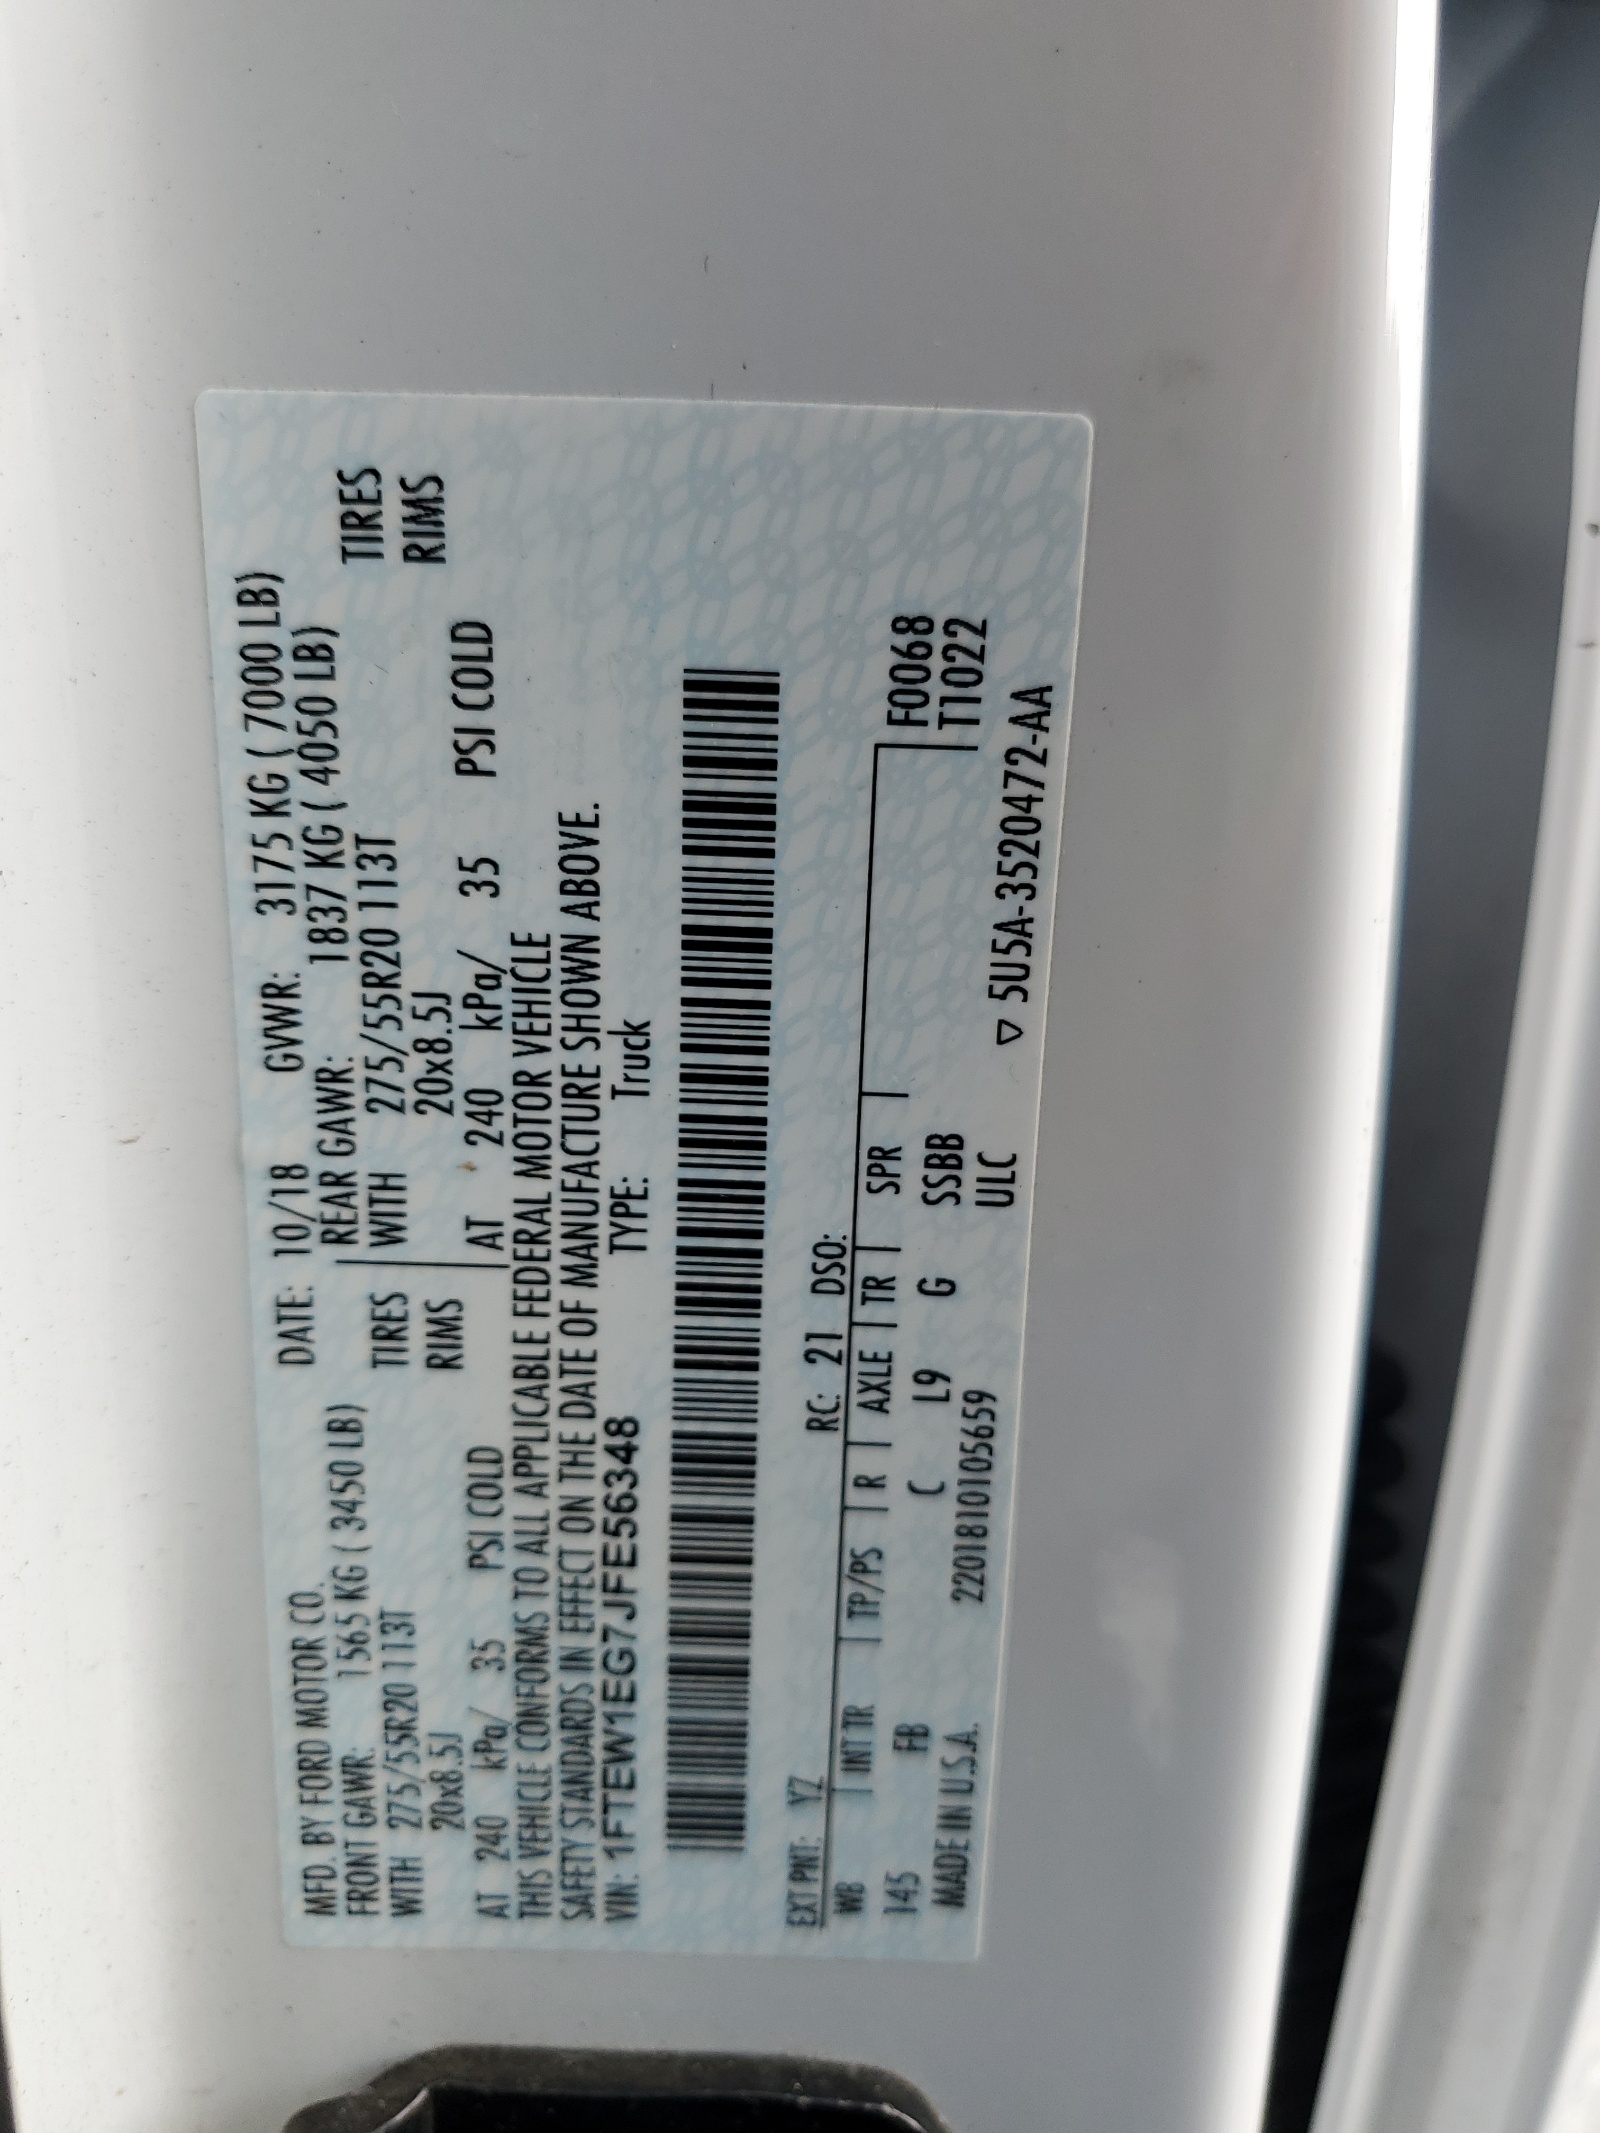 MFD. BY FORD MOTOR CO. DATE: 10/18 GVWR: 3175 KG ( 7000 LB)
FRONT GAWR: 1565 KG ( 3450 LB) REAR GAWR: 1837 KG ( 4050 LB)
WITH 275/55R20 113T TIRES WITH 275/55R20 113T TIRES
20x8.5J RIMS 20x8.5J RIMS
AT 240 kPa/ 35 PSI COLD AT 240 kPa/ 35 PSI COLD
THIS VEHICLE CONFORMS TO ALL APPLICABLE FEDERAL MOTOR VEHICLE
SAFETY STANDARDS IN EFFECT ON THE DATE OF MANUFACTURE SHOWN ABOVE.
VIN: 1FTEW1EG7JFE56348 TYPE: Truck
EXT PNT: YZ RC: 21 DSO:
WB INT TR TP/PS R AXLE TR SPR F0068
145 FB C L9 G SSBB T1022
MADE IN U.S.A. 220181010565​9 ULC ▽ 5U5A-3520472-AA